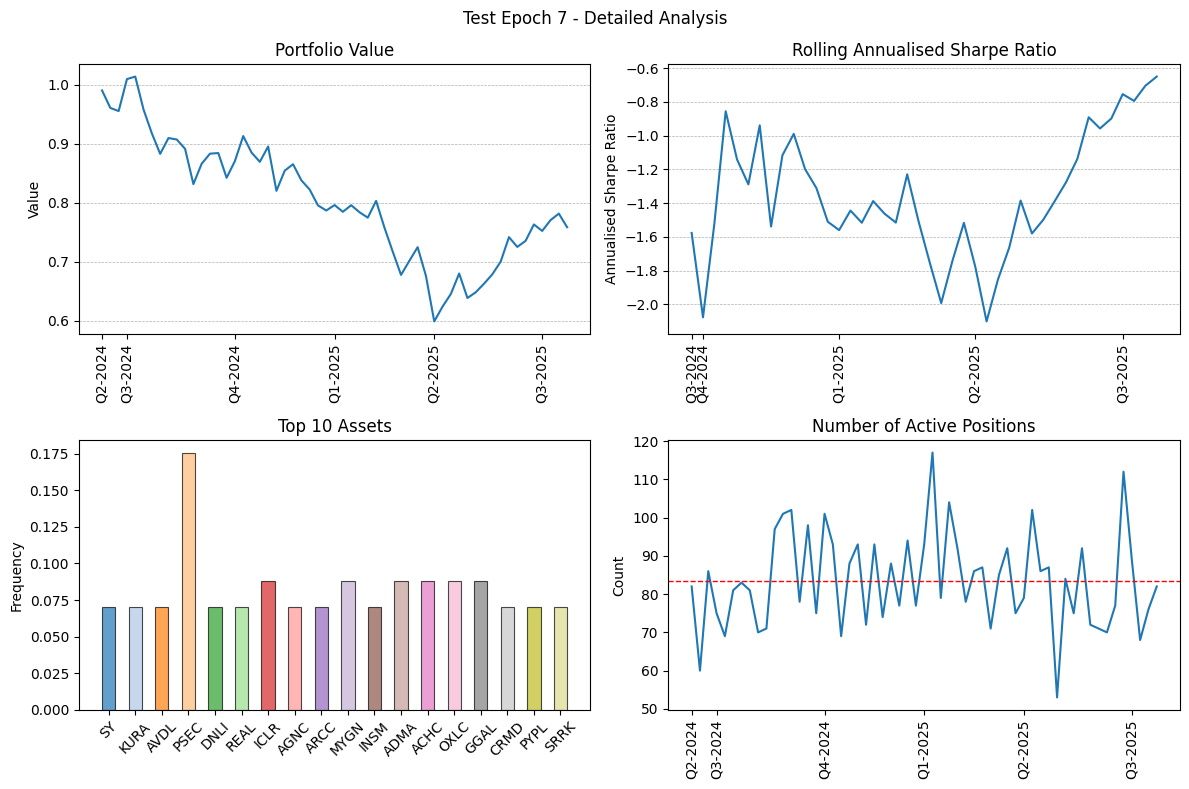 Test Epoch 7 - Detailed Analysis
Portfolio Value
Value
1.0
0.9
0.8
0.7
0.6
Q2-2024
Q3-2024
Q4-2024
Q1-2025
Q2-2025
Q3-2025
Rolling Annualised Sharpe Ratio
Annualised Sharpe Ratio
−0.6
−0.8
−1.0
−1.2
−1.4
−1.6
−1.8
−2.0
Q3-2024
Q4-2024
Q1-2025
Q2-2025
Q3-2025
Top 10 Assets
Frequency
0.175
0.150
0.125
0.100
0.075
0.050
0.025
0.000
SY
KURA
AVDL
PSEC
DNLI
REAL
ICLR
AGNC
ARCC
MYGN
INSM
ADMA
ACHC
OXLC
GGAL
CRMD
PYPL
SRRK
Number of Active Positions
Count
120
110
100
90
80
70
60
50
Q2-2024
Q3-2024
Q4-2024
Q1-2025
Q2-2025
Q3-2025